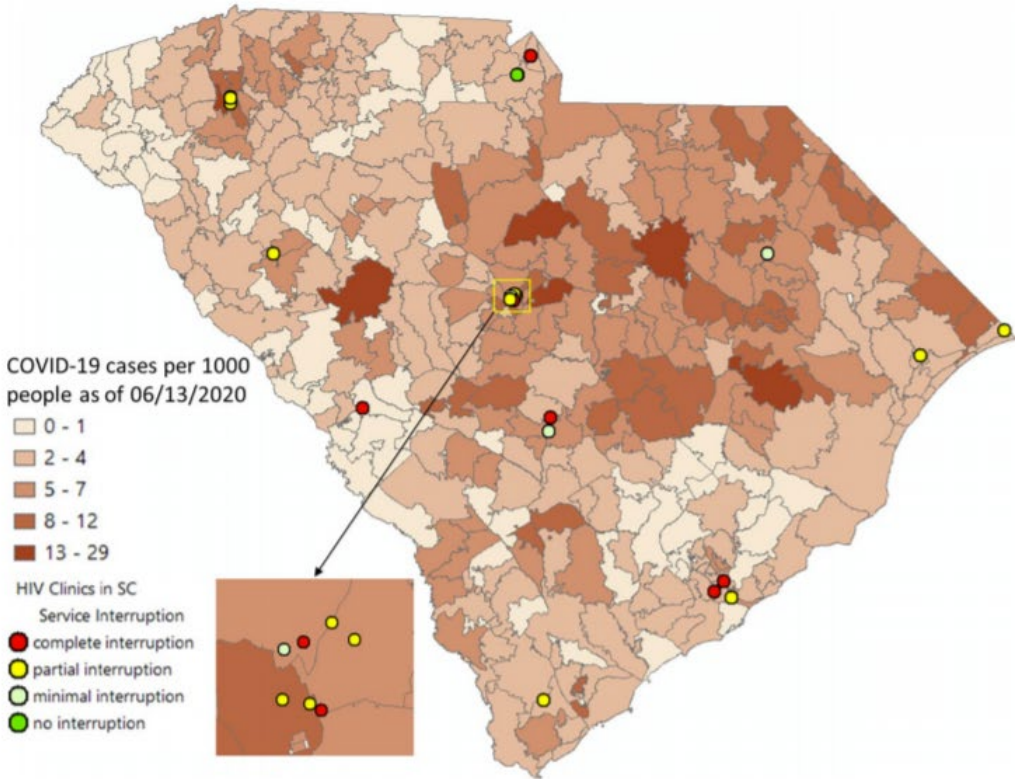 COVID-19 cases per 1000
people as of 06/13/2020
0 - 1
2 - 4
5 - 7
8 - 12
13 - 29
HIV Clinics in SC
Service Interruption
complete interruption
partial interruption
minimal interruption
no interruption